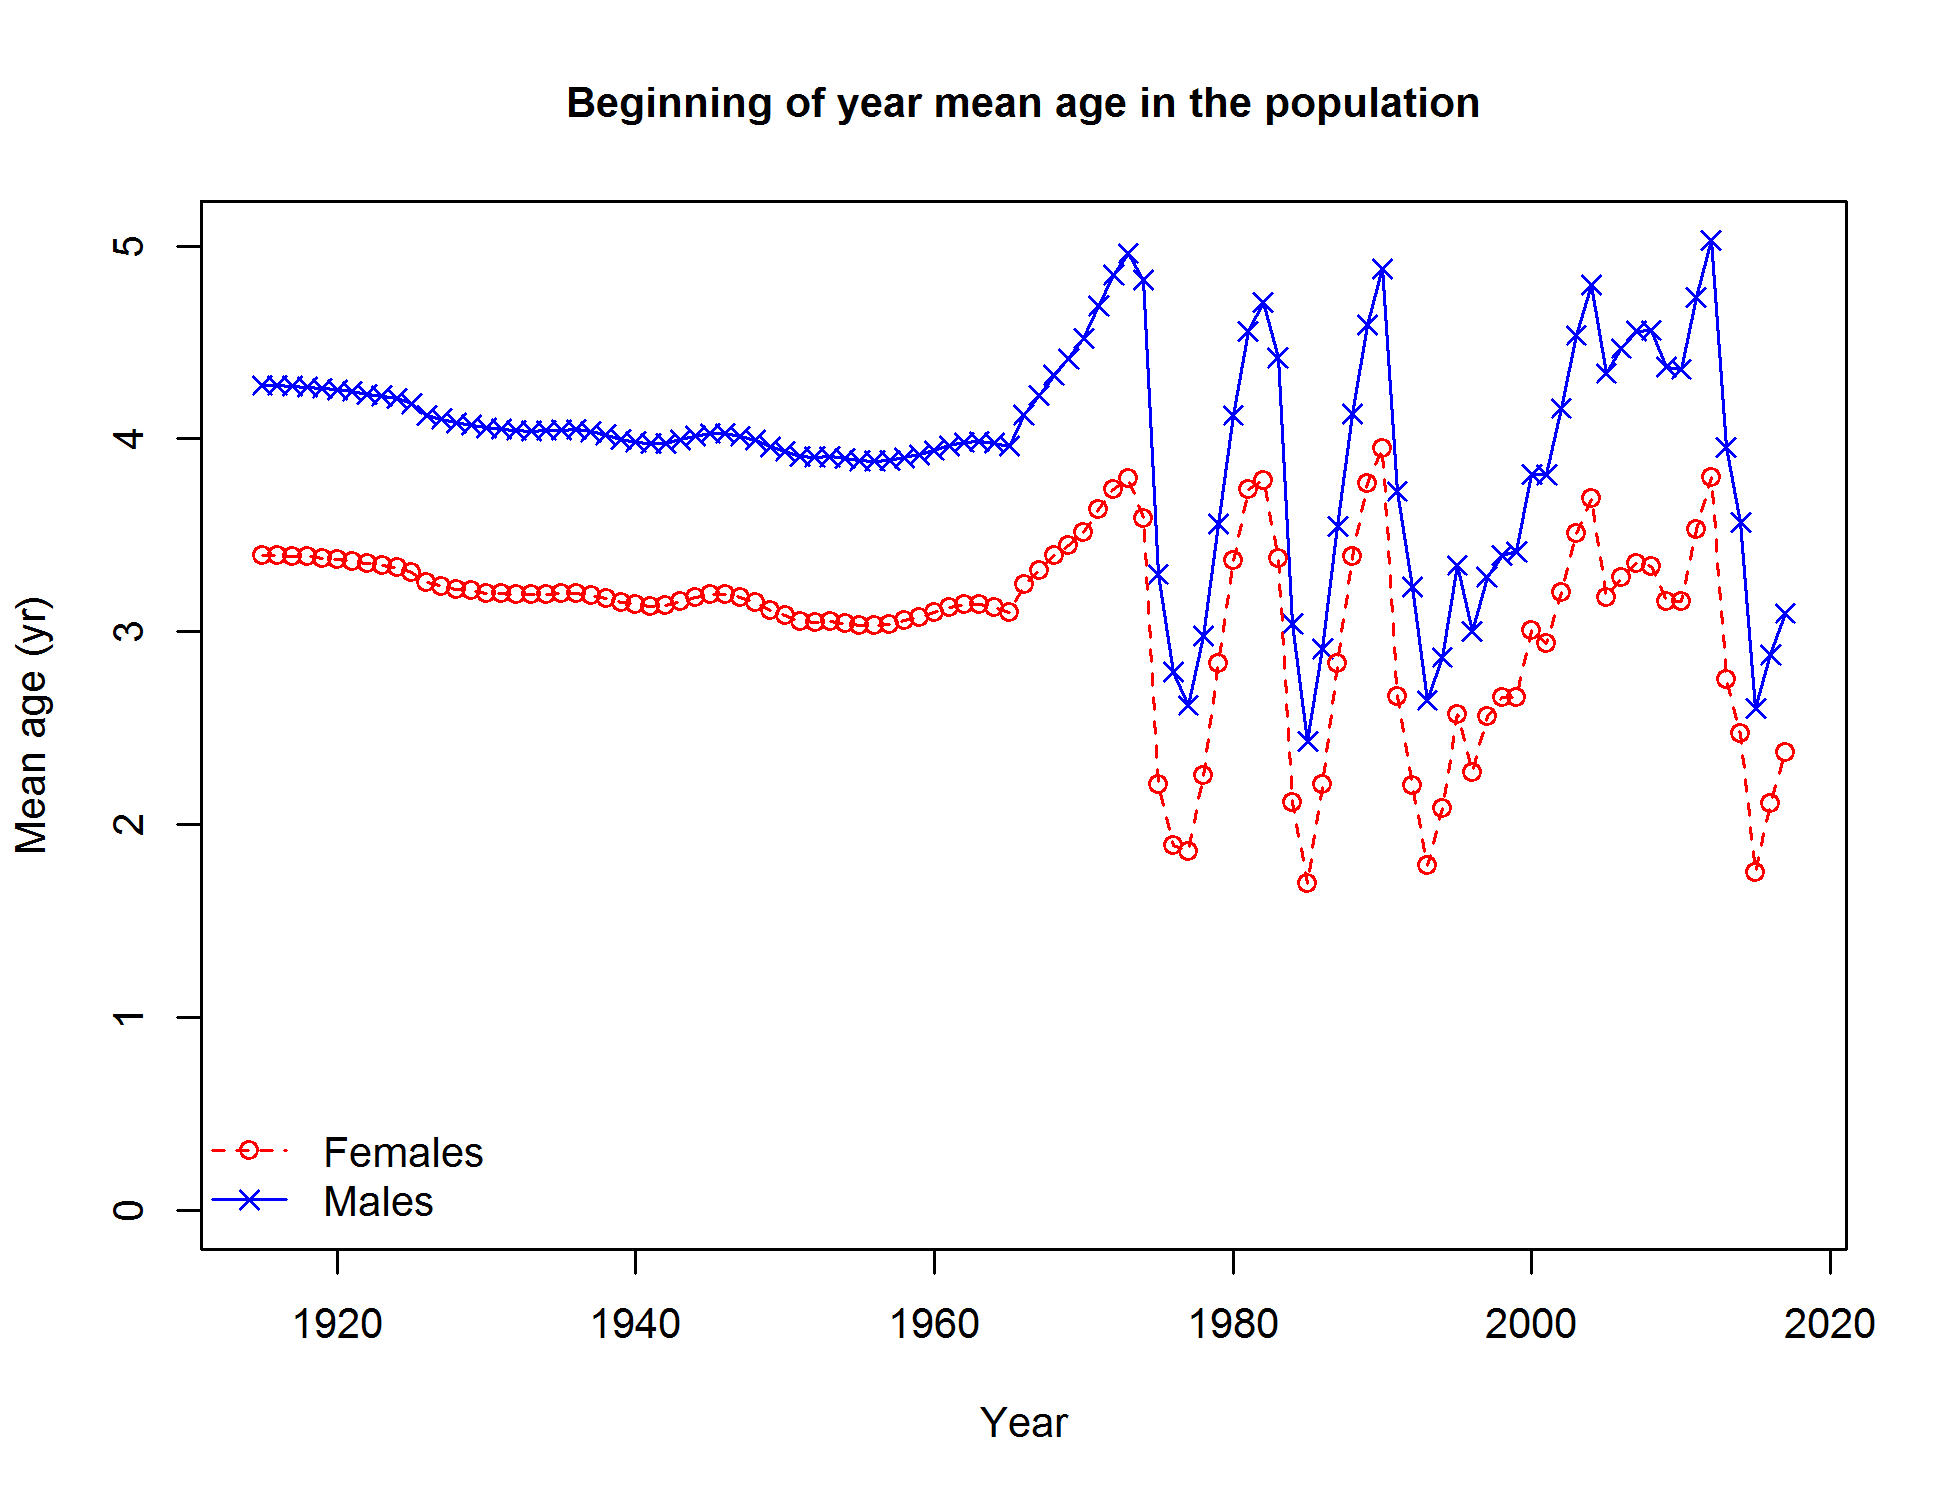 Beginning of year mean age in the population
Mean age (yr)
5
4
3
2
1
0
Females
Males
1920 1940 1960 1980 2000 2020
Year